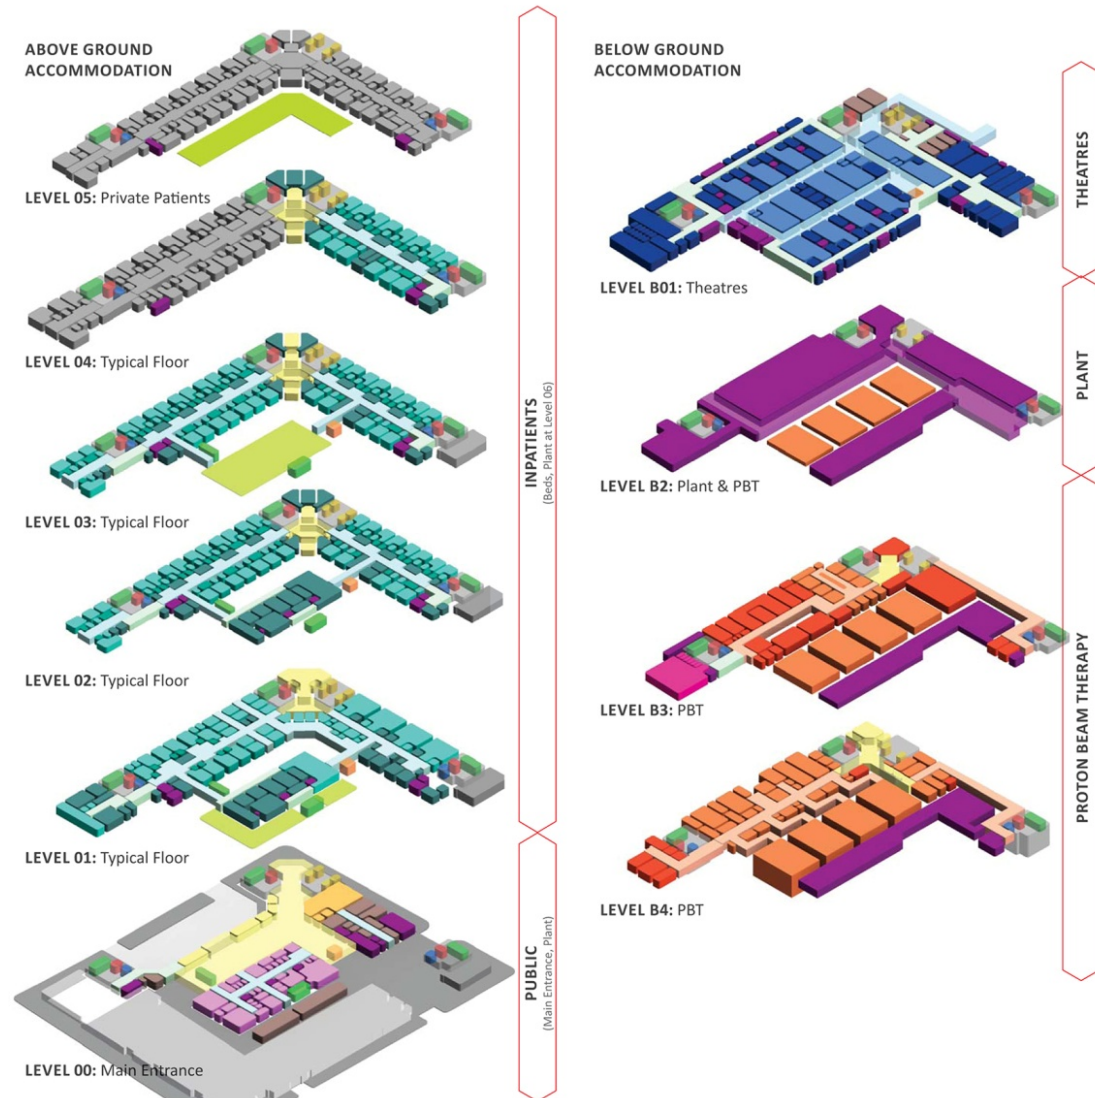 ABOVE GROUND
ACCOMMODATION
LEVEL 05: Private Patients
LEVEL 04: Typical Floor
LEVEL 03: Typical Floor
LEVEL 02: Typical Floor
LEVEL 01: Typical Floor
LEVEL 00: Main Entrance
INPATIENTS
(Beds, Plant at Level 06)
PUBLIC
(Main Entrance, Plant)
BELOW GROUND
ACCOMMODATION
LEVEL B01: Theatres
LEVEL B2: Plant & PBT
LEVEL B3: PBT
LEVEL B4: PBT
THEATRES
PLANT
PROTON BEAM THERAPY